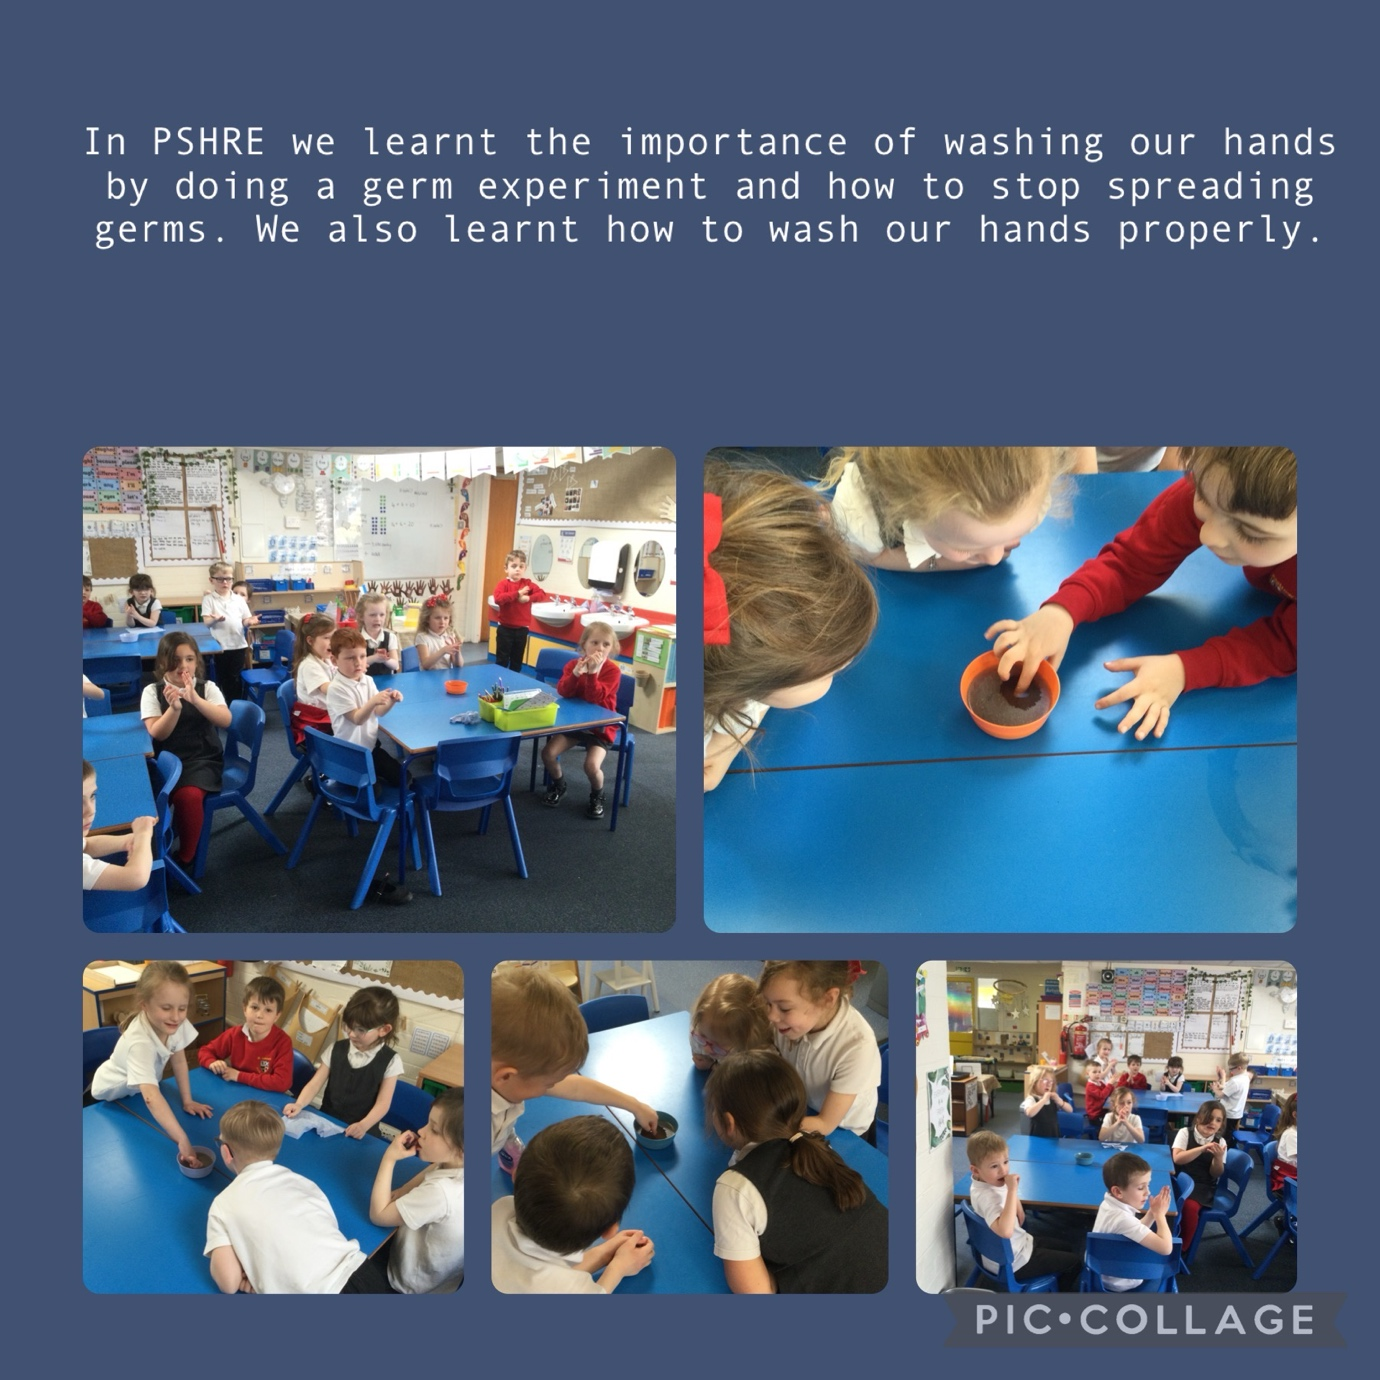 In PSHRE we learnt the importance of washing our hands
by doing a germ experiment and how to stop spreading
germs. We also learnt how to wash our hands properly.
PIC•COLLAGE